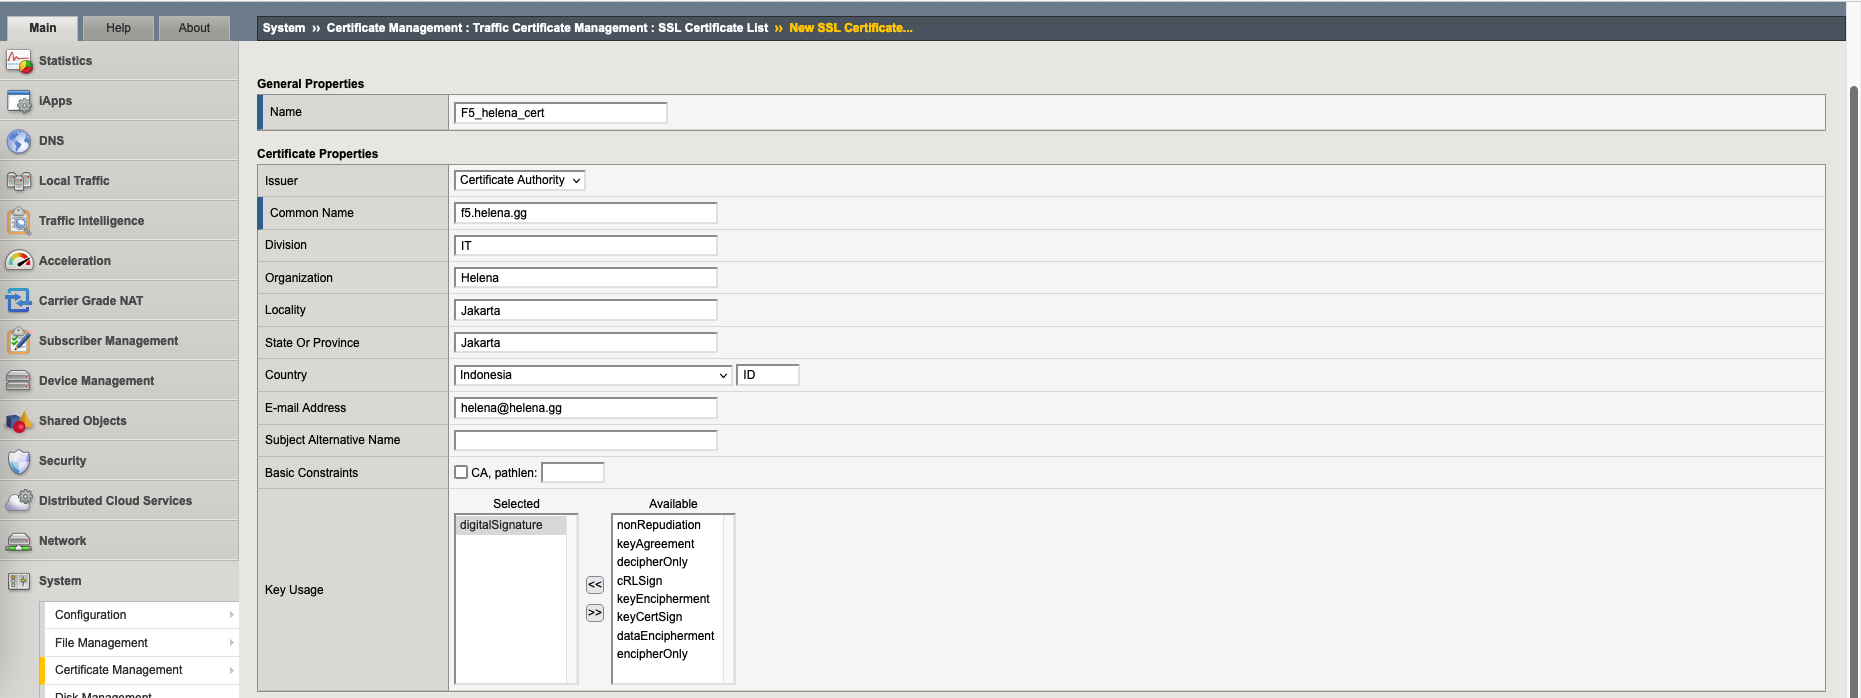 Main Help About
System » Certificate Management : Traffic Certificate Management : SSL Certificate List » New SSL Certificate...
Statistics
iApps
DNS
Local Traffic
Traffic Intelligence
Acceleration
Carrier Grade NAT
Subscriber Management
Device Management
Shared Objects
Security
Distributed Cloud Services
Network
System
Configuration
File Management
Certificate Management
Disk Management
General Properties
Name F5_helena_cert
Certificate Properties
Issuer Certificate Authority
Common Name f5.helena.gg
Division IT
Organization Helena
Locality Jakarta
State Or Province Jakarta
Country Indonesia ID
E-mail Address helena@helena.gg
Subject Alternative Name
Basic Constraints CA, pathlen:
Key Usage
Selected
digitalSignature
<<
>>
Available
nonRepudiation
keyAgreement
decipherOnly
cRLSign
keyEncipherment
keyCertSign
dataEncipherment
encipherOnly